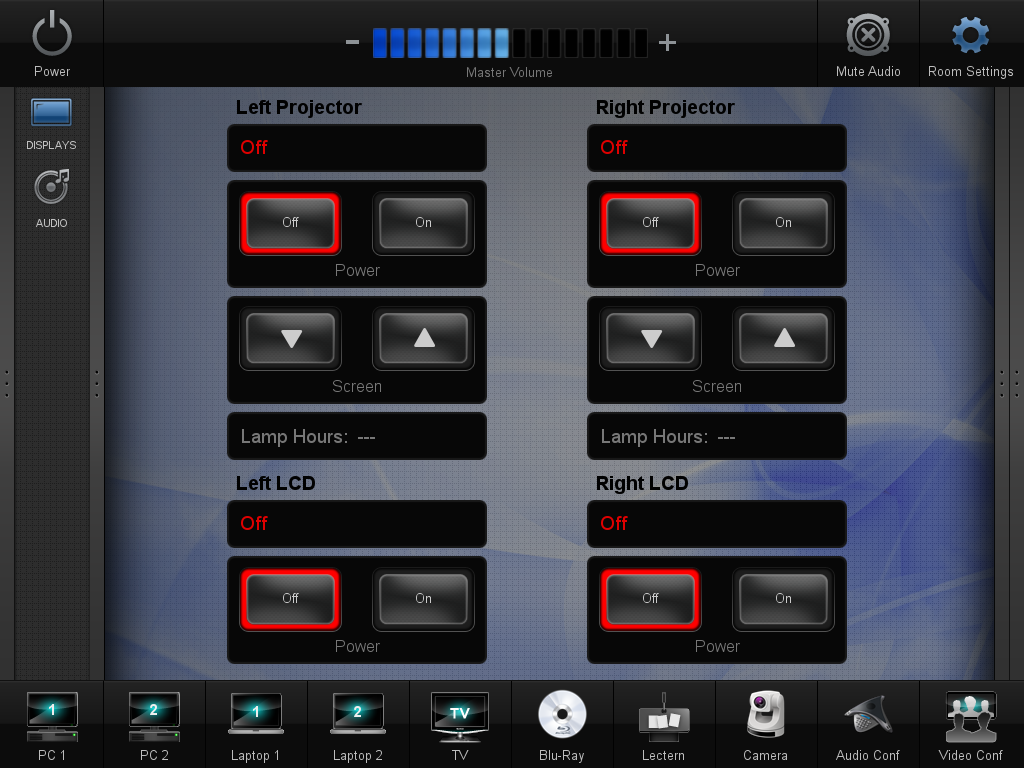 Power
− +
Master Volume
Mute Audio
Room Settings
DISPLAYS
AUDIO
Left Projector
Off
Off On
Power
Screen
Lamp Hours: ---
Left LCD
Off
Off On
Power
Right Projector
Off
Off On
Power
Screen
Lamp Hours: ---
Right LCD
Off
Off On
Power
1
PC 1
2
PC 2
1
Laptop 1
2
Laptop 2
TV
TV
Blu-Ray
Lectern
Camera
Audio Conf
Video Conf